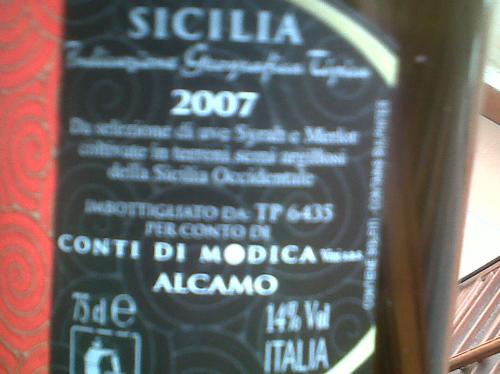 SICILIA
Indicazione Geografica Tipica
2007
Da selezione di uve Syrah e Merlot
coltivate in terreni semi argillosi
della Sicilia Occidentale
IMBOTTIGLIATO DA: TP 6435
PER CONTO DI
CONTI DI MODICA
ALCAMO
75 cl e
14% Vol
ITALIA